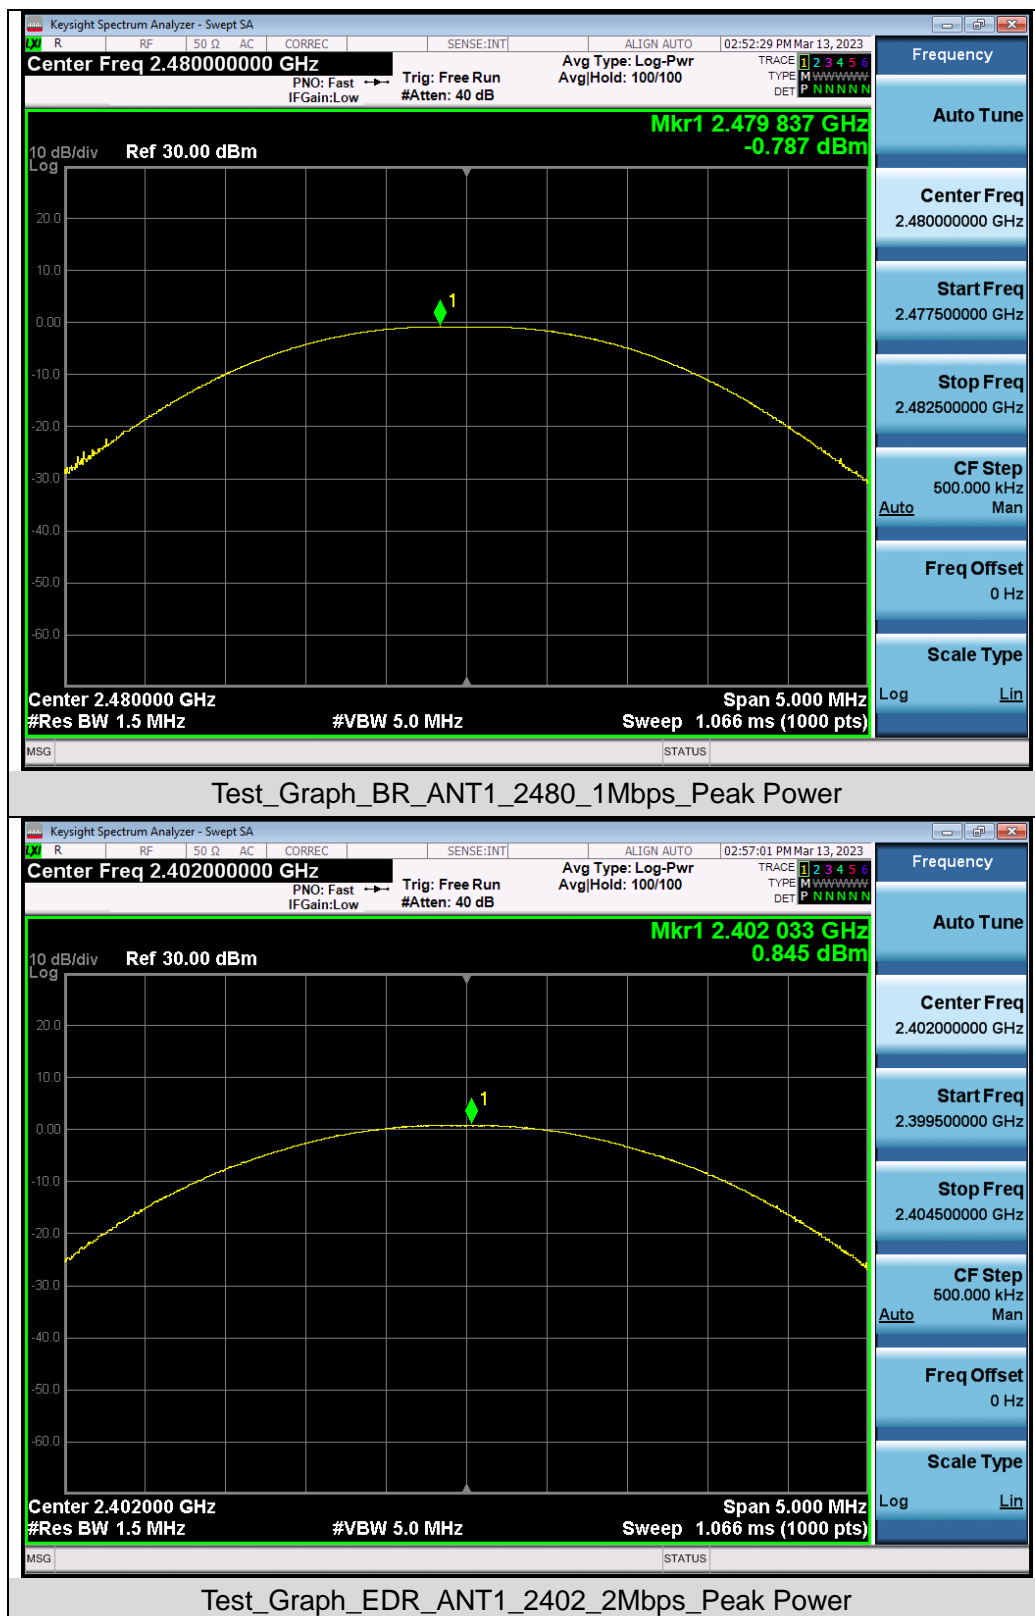 Keysight Spectrum Analyzer - Swept SA
LXI R RF 50 Ω AC CORREC SENSE:INT ALIGN AUTO 02:52:29 PM Mar 13, 2023
Center Freq 2.480000000 GHz
PNO: Fast
IFGain:Low
Trig: Free Run
#Atten: 40 dB
Avg Type: Log-Pwr
Avg|Hold: 100/100
TRACE 1 2 3 4 5 6
TYPE M WWWWW
DET P N N N N N
Mkr1 2.479 837 GHz
-0.787 dBm
10 dB/div Ref 30.00 dBm
Log
20.0
10.0
0.00
-10.0
-20.0
-30.0
-40.0
-50.0
-60.0
1
Center 2.480000 GHz Span 5.000 MHz
#Res BW 1.5 MHz #VBW 5.0 MHz Sweep 1.066 ms (1000 pts)
MSG STATUS
Frequency
Auto Tune
Center Freq
2.480000000 GHz
Start Freq
2.477500000 GHz
Stop Freq
2.482500000 GHz
CF Step
500.000 kHz
Auto Man
Freq Offset
0 Hz
Scale Type
Log Lin
Test_Graph_BR_ANT1_2480_1Mbps_Peak Power
Keysight Spectrum Analyzer - Swept SA
LXI R RF 50 Ω AC CORREC SENSE:INT ALIGN AUTO 02:57:01 PM Mar 13, 2023
Center Freq 2.402000000 GHz
PNO: Fast
IFGain:Low
Trig: Free Run
#Atten: 40 dB
Avg Type: Log-Pwr
Avg|Hold: 100/100
TRACE 1 2 3 4 5 6
TYPE M WWWWW
DET P N N N N N
Mkr1 2.402 033 GHz
0.845 dBm
10 dB/div Ref 30.00 dBm
Log
20.0
10.0
0.00
-10.0
-20.0
-30.0
-40.0
-50.0
-60.0
1
Center 2.402000 GHz Span 5.000 MHz
#Res BW 1.5 MHz #VBW 5.0 MHz Sweep 1.066 ms (1000 pts)
MSG STATUS
Frequency
Auto Tune
Center Freq
2.402000000 GHz
Start Freq
2.399500000 GHz
Stop Freq
2.404500000 GHz
CF Step
500.000 kHz
Auto Man
Freq Offset
0 Hz
Scale Type
Log Lin
Test_Graph_EDR_ANT1_2402_2Mbps_Peak Power